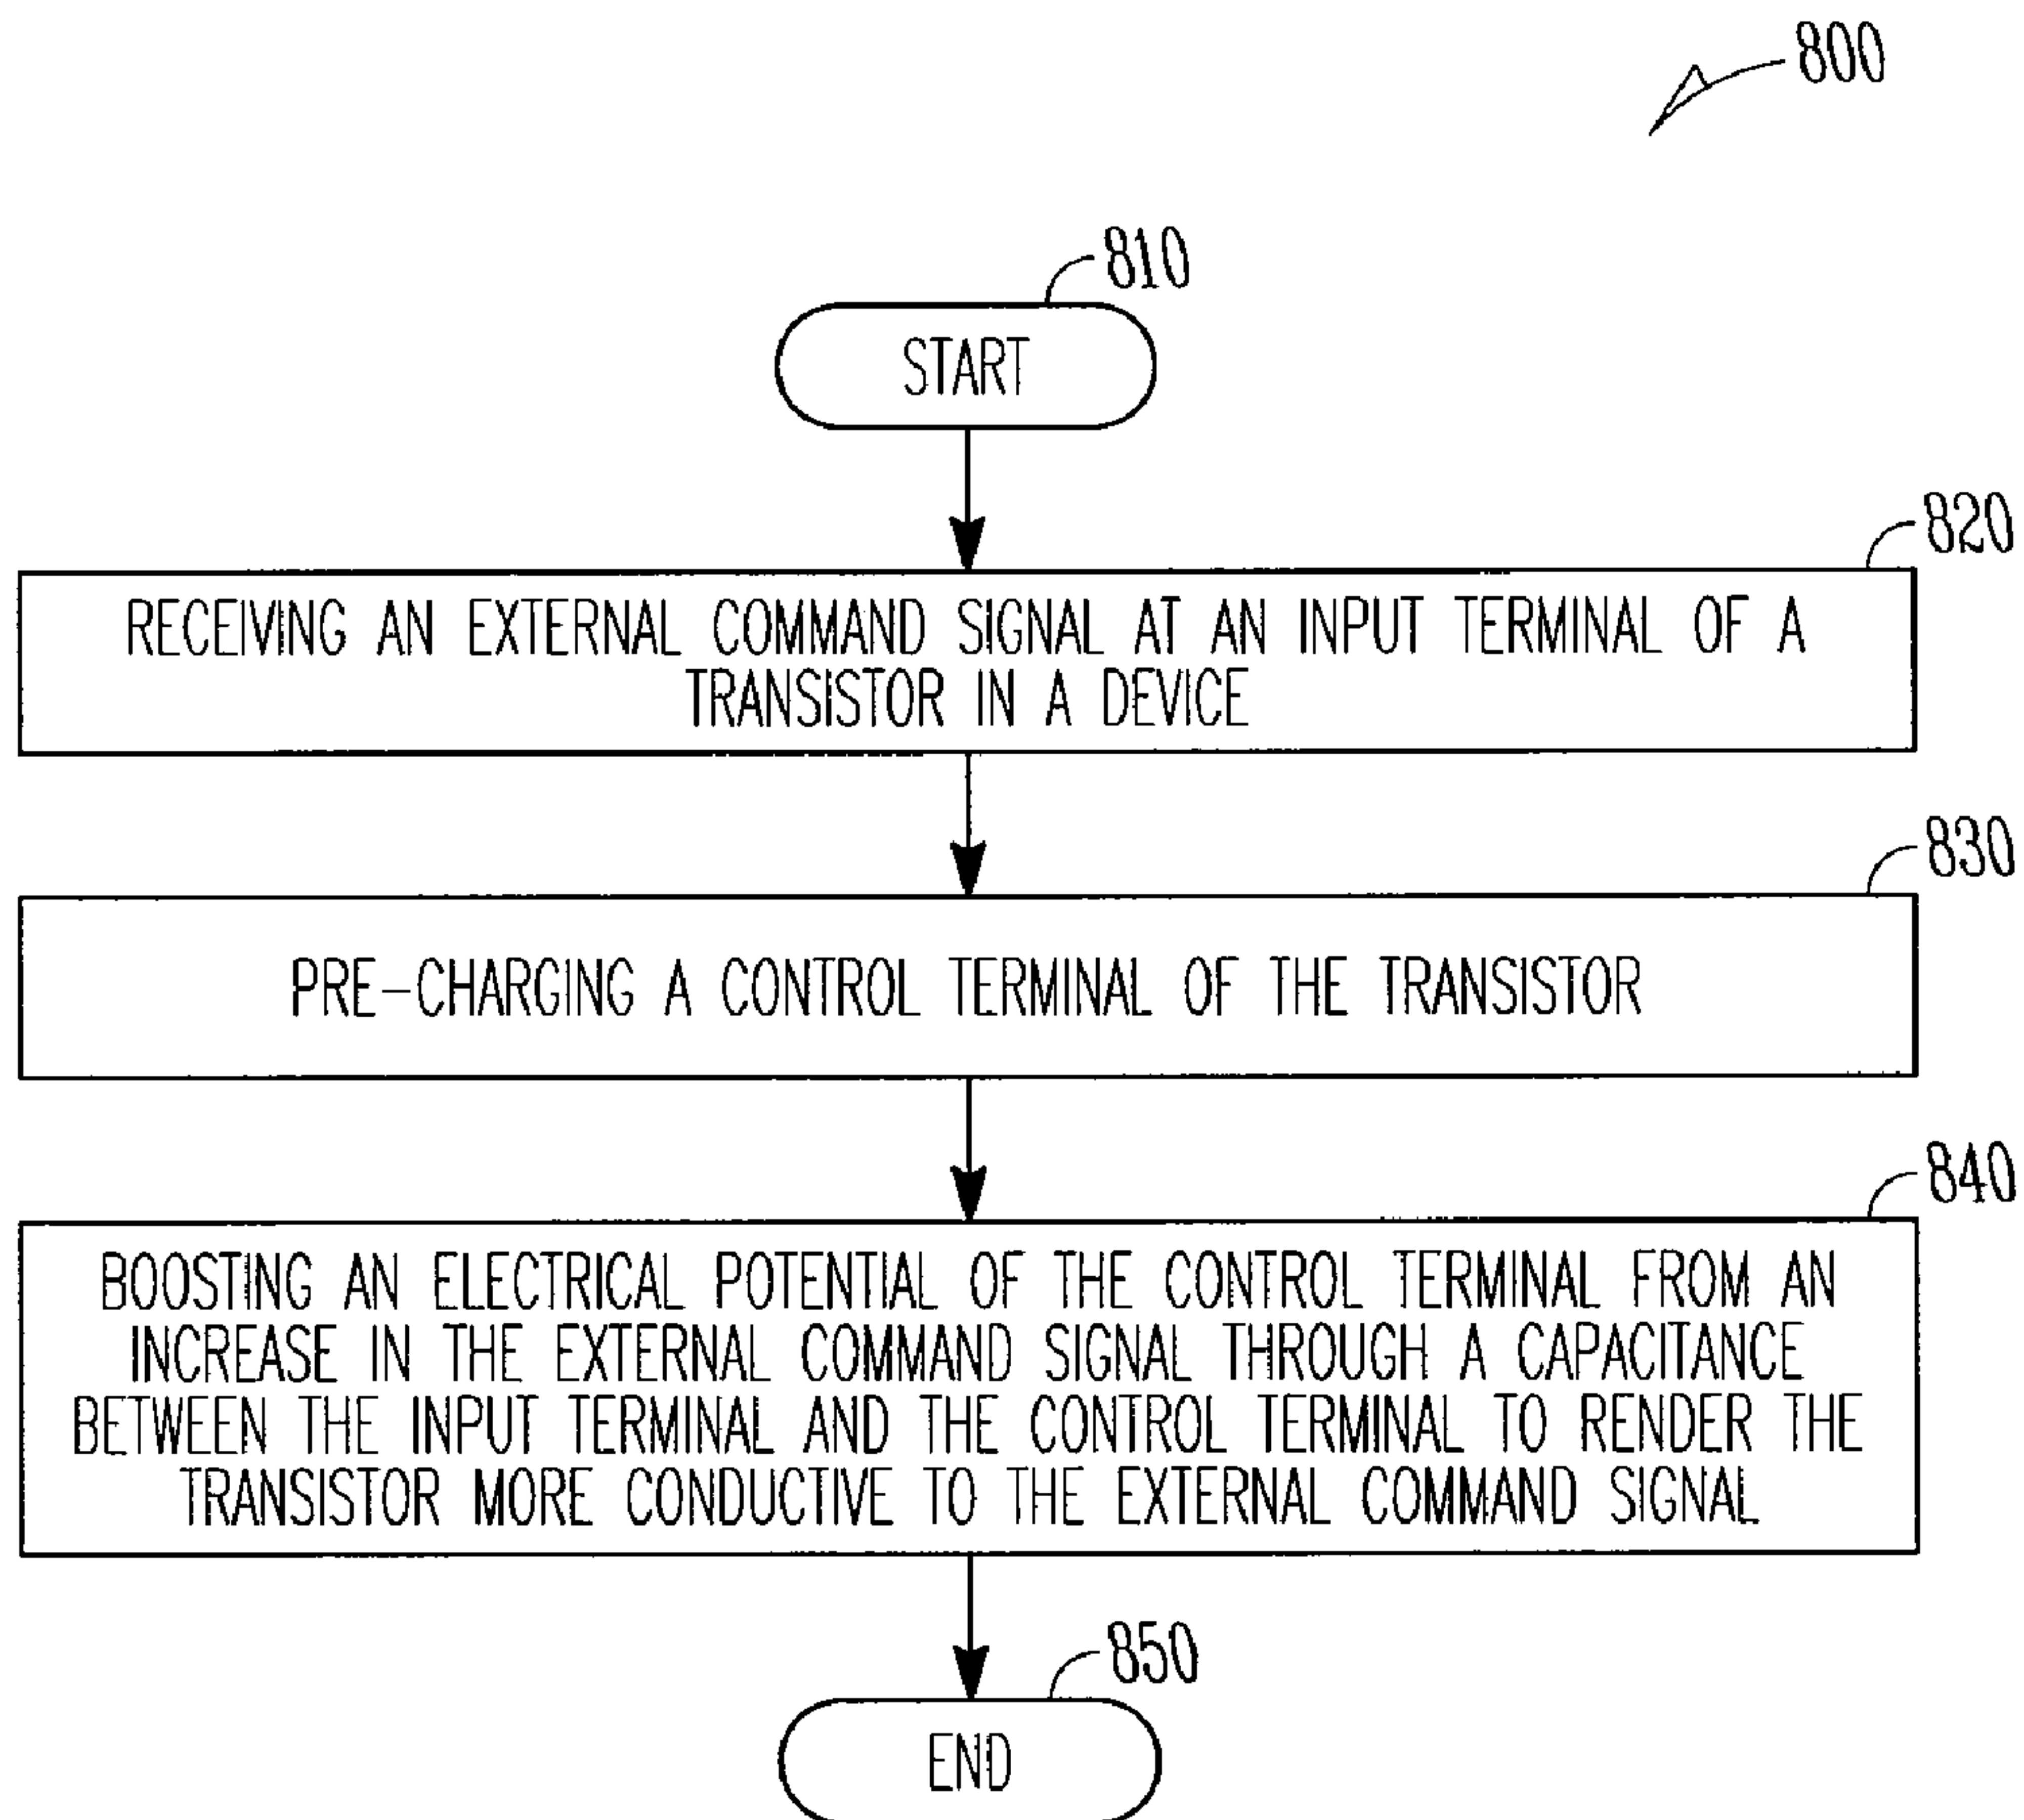 800
810
START
820
RECEIVING AN EXTERNAL COMMAND SIGNAL AT AN INPUT TERMINAL OF A
TRANSISTOR IN A DEVICE
830
PRE-CHARGING A CONTROL TERMINAL OF THE TRANSISTOR
840
BOOSTING AN ELECTRICAL POTENTIAL OF THE CONTROL TERMINAL FROM AN
INCREASE IN THE EXTERNAL COMMAND SIGNAL THROUGH A CAPACITANCE
BETWEEN THE INPUT TERMINAL AND THE CONTROL TERMINAL TO RENDER THE
TRANSISTOR MORE CONDUCTIVE TO THE EXTERNAL COMMAND SIGNAL
850
END